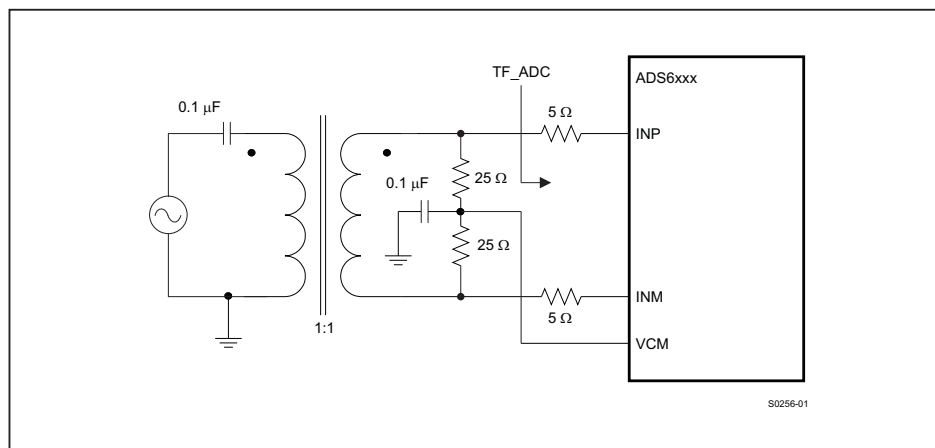 TF_ADC
ADS6xxx
0.1 μF
5 Ω
INP
0.1 μF
25 Ω
25 Ω
INM
5 Ω
1:1
VCM
S0256-01